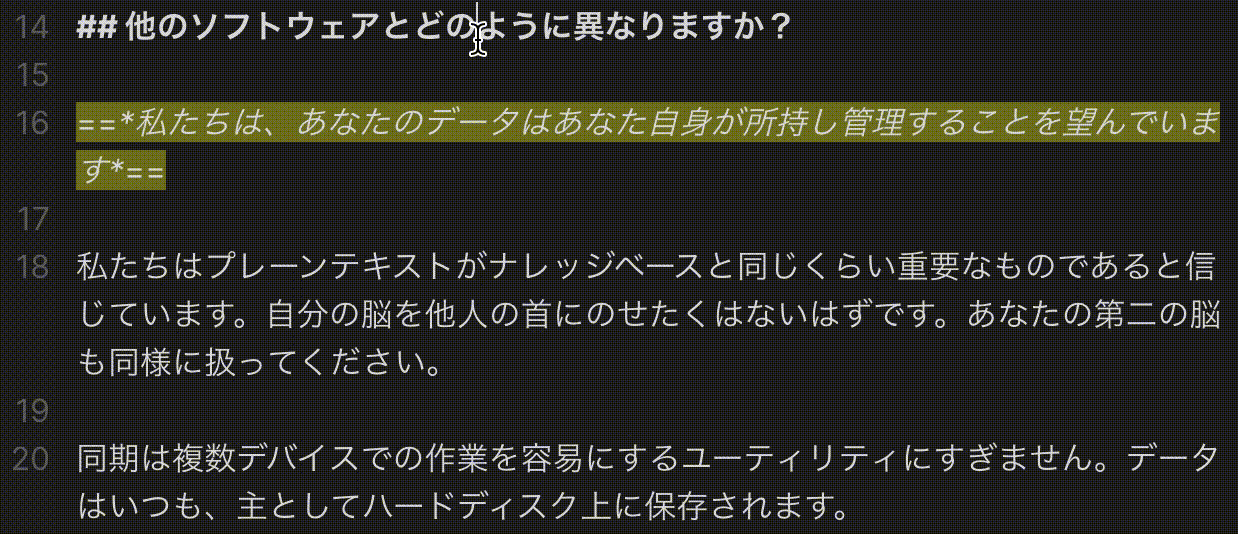 14 ## 他のソフトウェアとどのように異なりますか？
15
16 ==*私たちは、あなたのデータはあなた自身が所持し管理することを望んでいま
す*==
17
18 私たちはプレーンテキストがナレッジベースと同じくらい重要なものであると信
じています。自分の脳を他人の首にのせたくはないはずです。あなたの第二の脳
も同様に扱ってください。
19
20 同期は複数デバイスでの作業を容易にするユーティリティにすぎません。データ
はいつも、主としてハードディスク上に保存されます。